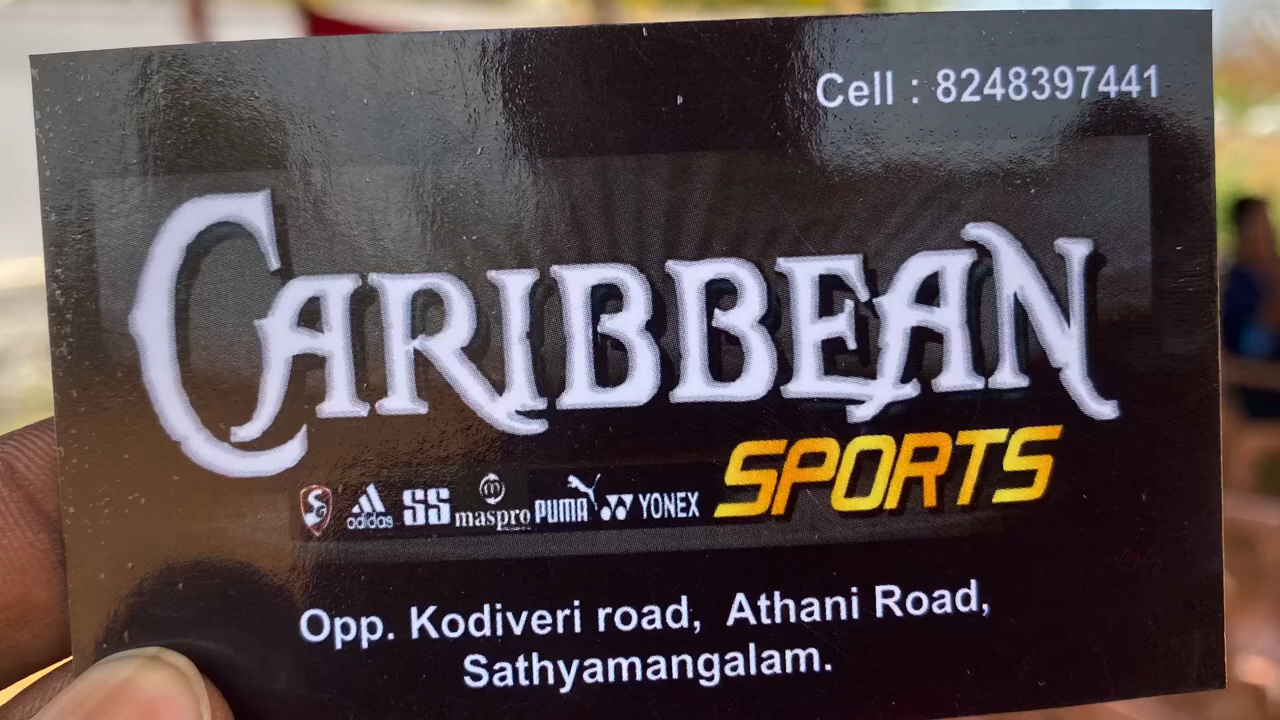 Cell : 8248397441
CARIBBEAN
SPORTS
SG adidas SS maspro PUMA YONEX
Opp. Kodiveri road, Athani Road,
Sathyamangalam.